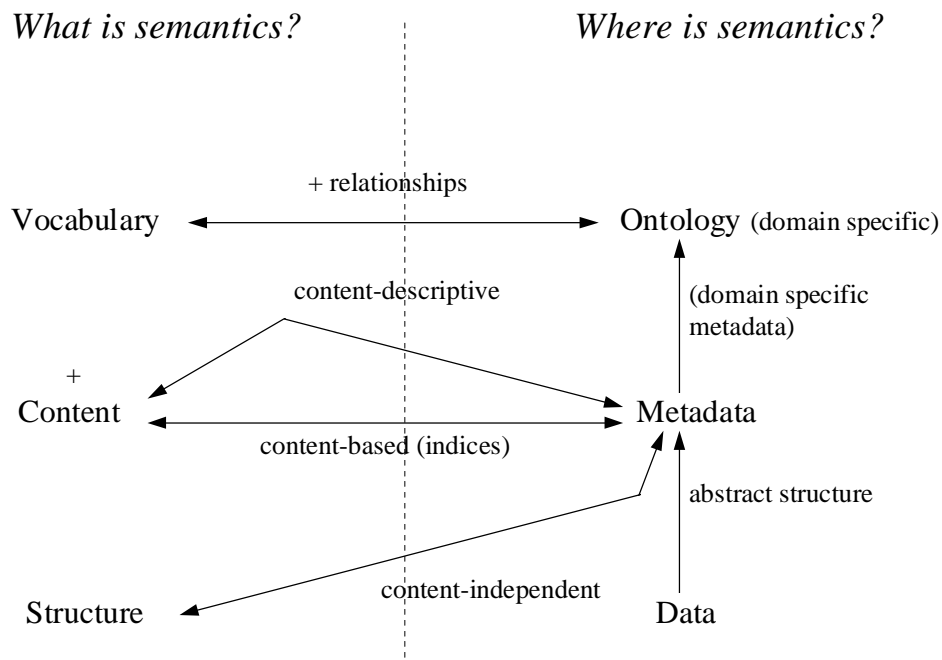 What is semantics?
Where is semantics?
+ relationships
Vocabulary
Ontology (domain specific)
content-descriptive
(domain specific
metadata)
+
Content
Metadata
content-based (indices)
abstract structure
content-independent
Structure
Data